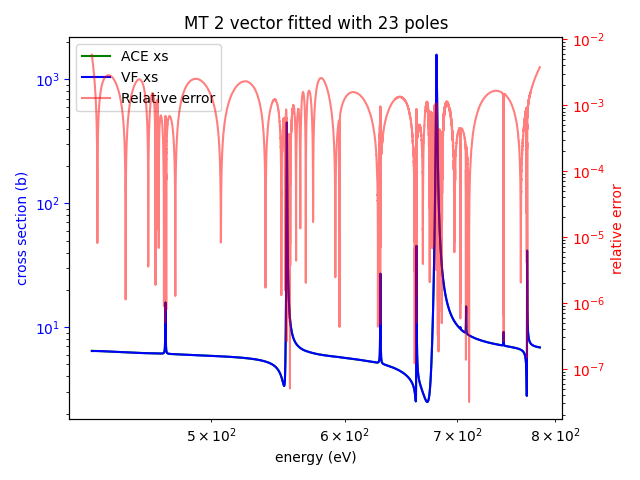 MT 2 vector fitted with 23 poles
ACE xs
VF xs
Relative error
cross section (b)
10³
10²
10¹
10⁻²
10⁻³
10⁻⁴
10⁻⁵
10⁻⁶
10⁻⁷
relative error
5 × 10² 6 × 10² 7 × 10² 8 × 10²
energy (eV)